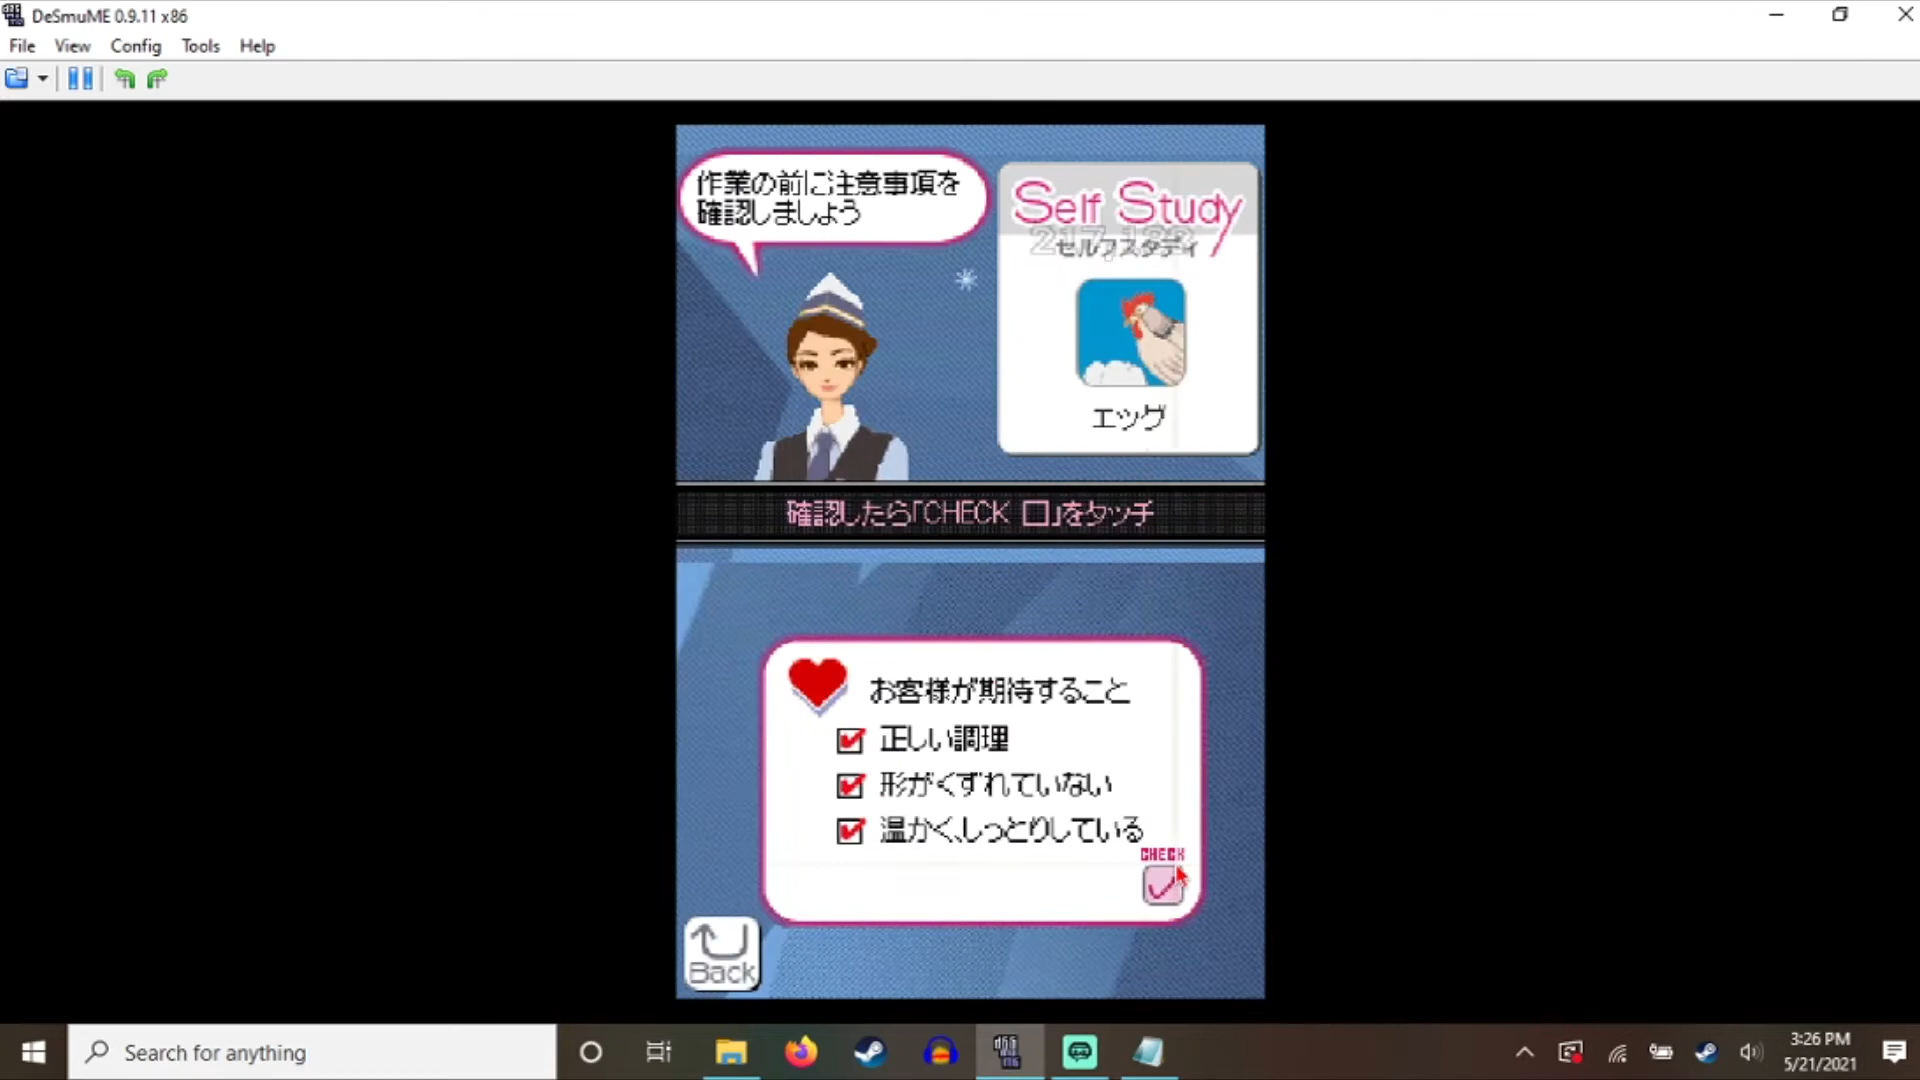 DeSmuME 0.9.11 x86
File View Config Tools Help
作業の前に注意事項を
確認しましょう
Self Study
セルフスタディ
エッグ
確認したら「CHECK □」をタッチ
お客様が期待すること
正しい調理
形がくずれていない
温かく、しっとりしている
CHECK
Back
Search for anything
3:26 PM
5/21/2021